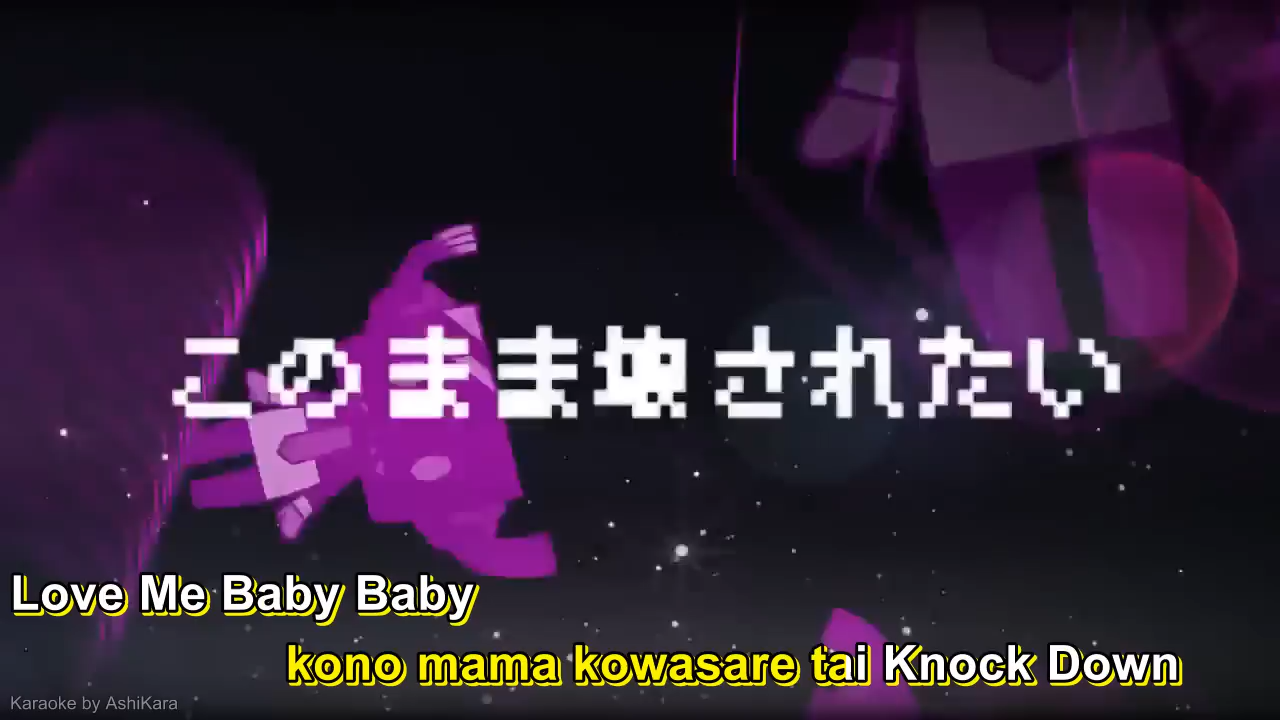 このまま壊されたい
Love Me Baby Baby
kono mama kowasare tai Knock Down
Karaoke by AshiKara